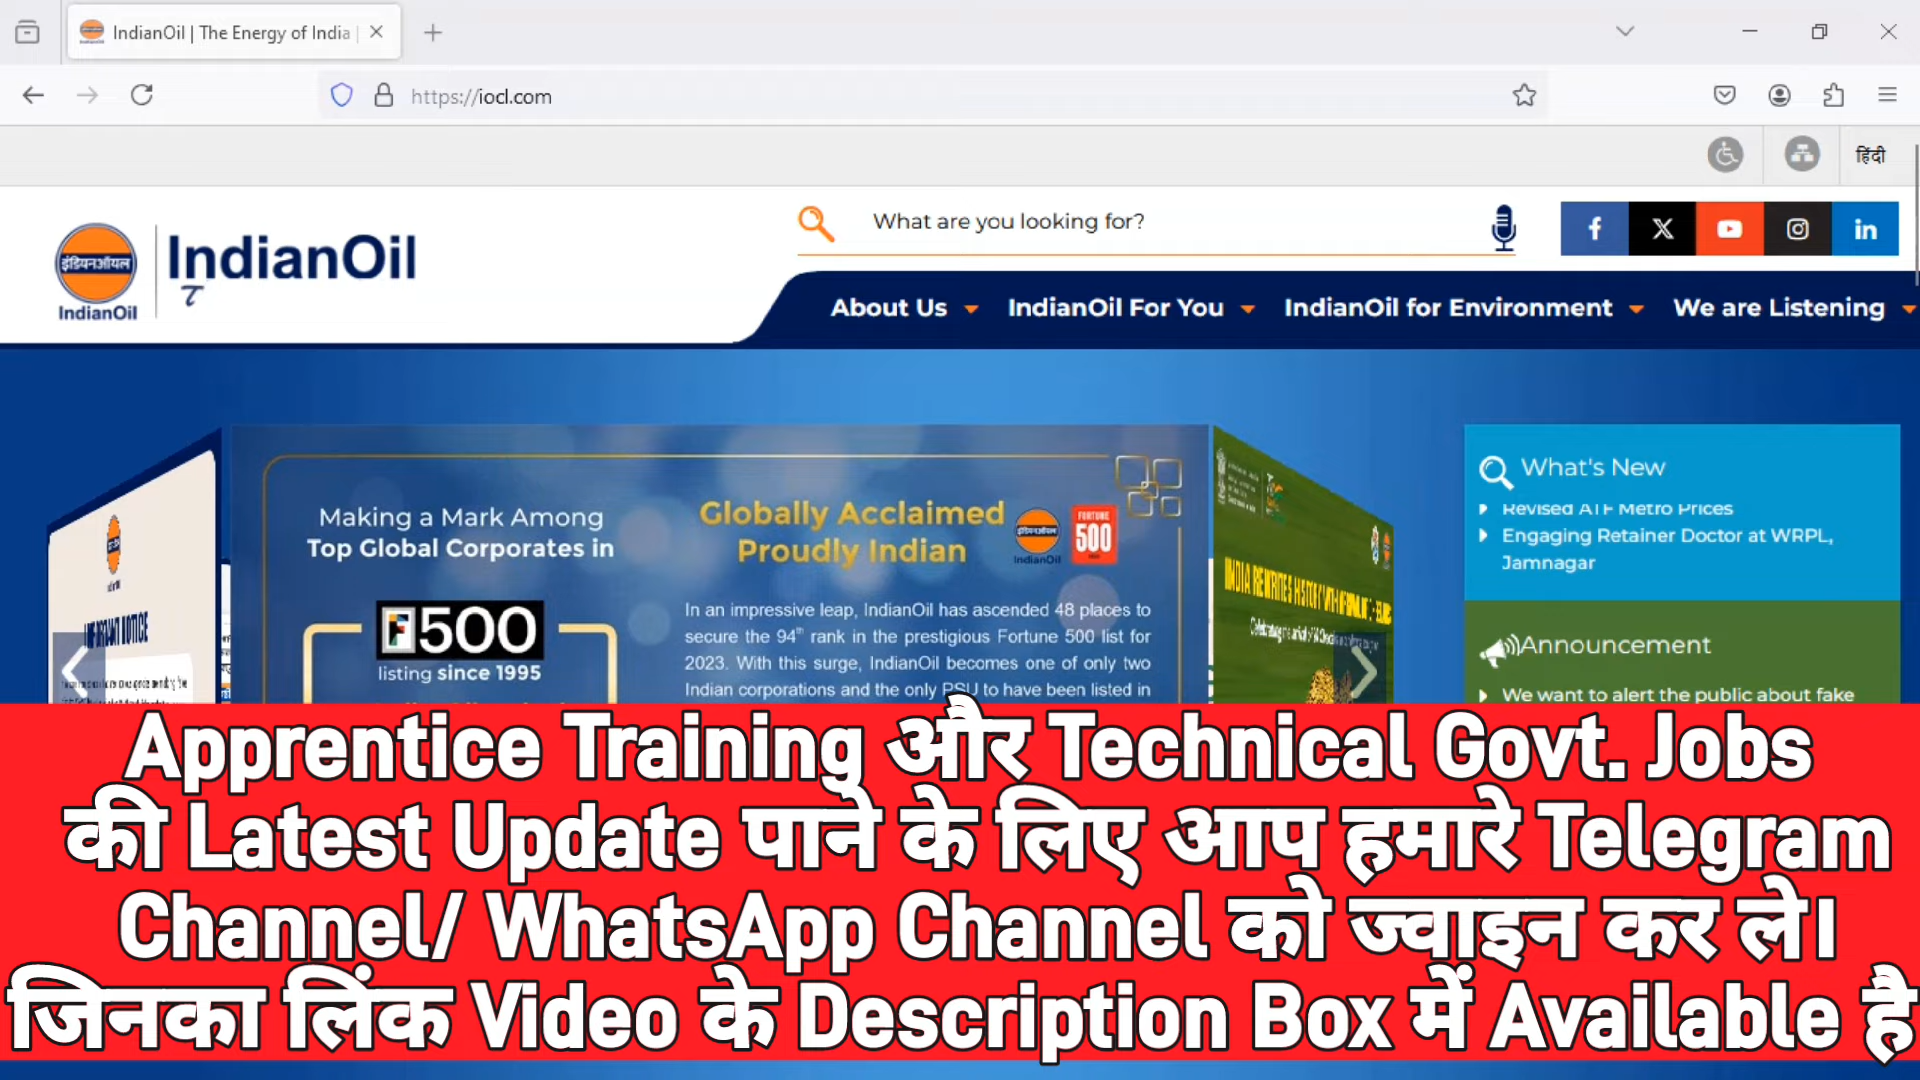 IndianOil | The Energy of India
https://iocl.com
हिंदी
What are you looking for?
इंडियनऑयल
IndianOil
IndianOil
About Us
IndianOil For You
IndianOil for Environment
We are Listening
Making a Mark Among
Top Global Corporates in
F500
listing since 1995
Globally Acclaimed
Proudly Indian
इंडियनऑयल
IndianOil
FORTUNE
500
In an impressive leap, IndianOil has ascended 48 places to
secure the 94th rank in the prestigious Fortune 500 list for
2023. With this surge, IndianOil becomes one of only two
Indian corporations and the only PSU to have been listed in
What's New
Revised ATF Metro Prices
Engaging Retainer Doctor at WRPL,
Jamnagar
Announcement
We want to alert the public about fake
Apprentice Training और Technical Govt. Jobs
की Latest Update पाने के लिए आप हमारे Telegram
Channel/ WhatsApp Channel को ज्वाइन कर ले।
जिनका लिंक Video के Description Box में Available है